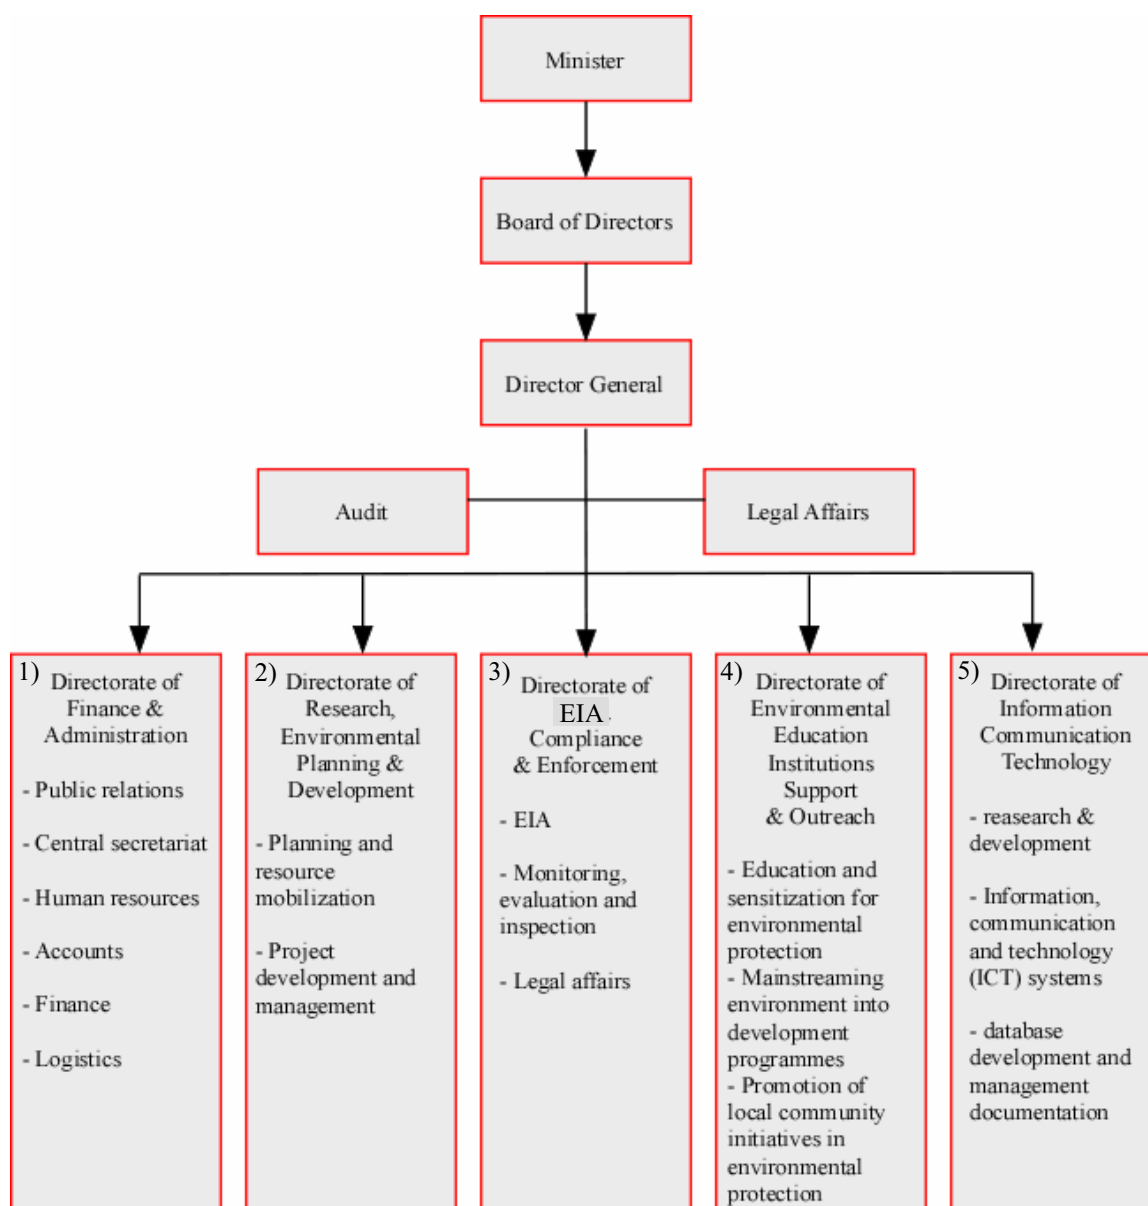 Minister
Board of Directors
Director General
Audit
Legal Affairs
1) Directorate of
Finance &
Administration
- Public relations
- Central secretariat
- Human resources
- Accounts
- Finance
- Logistics
2) Directorate of
Research,
Environmental
Planning &
Development
- Planning and
resource
mobilization
- Project
development and
management
3) Directorate of
EIA
Compliance
& Enforcement
- EIA
- Monitoring,
evaluation and
inspection
- Legal affairs
4) Directorate of
Environmental
Education
Institutions
Support
& Outreach
- Education and
sensitization for
environmental
protection
- Mainstreaming
environment into
development
programmes
- Promotion of
local community
initiatives in
environmental
protection
5) Directorate of
Information
Communication
Technology
- reasearch &
development
- Information,
communication
and technology
(ICT) systems
- database
development and
management
documentation